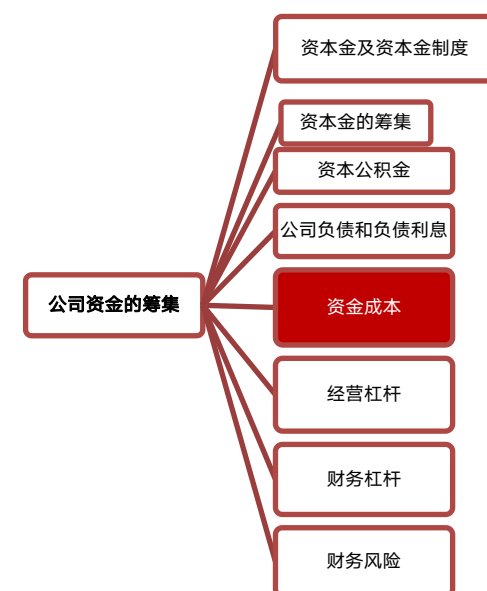 资本金及资本金制度
资本金的筹集
资本公积金
公司负债和负债利息
公司资金的筹集
资金成本
经营杠杆
财务杠杆
财务风险